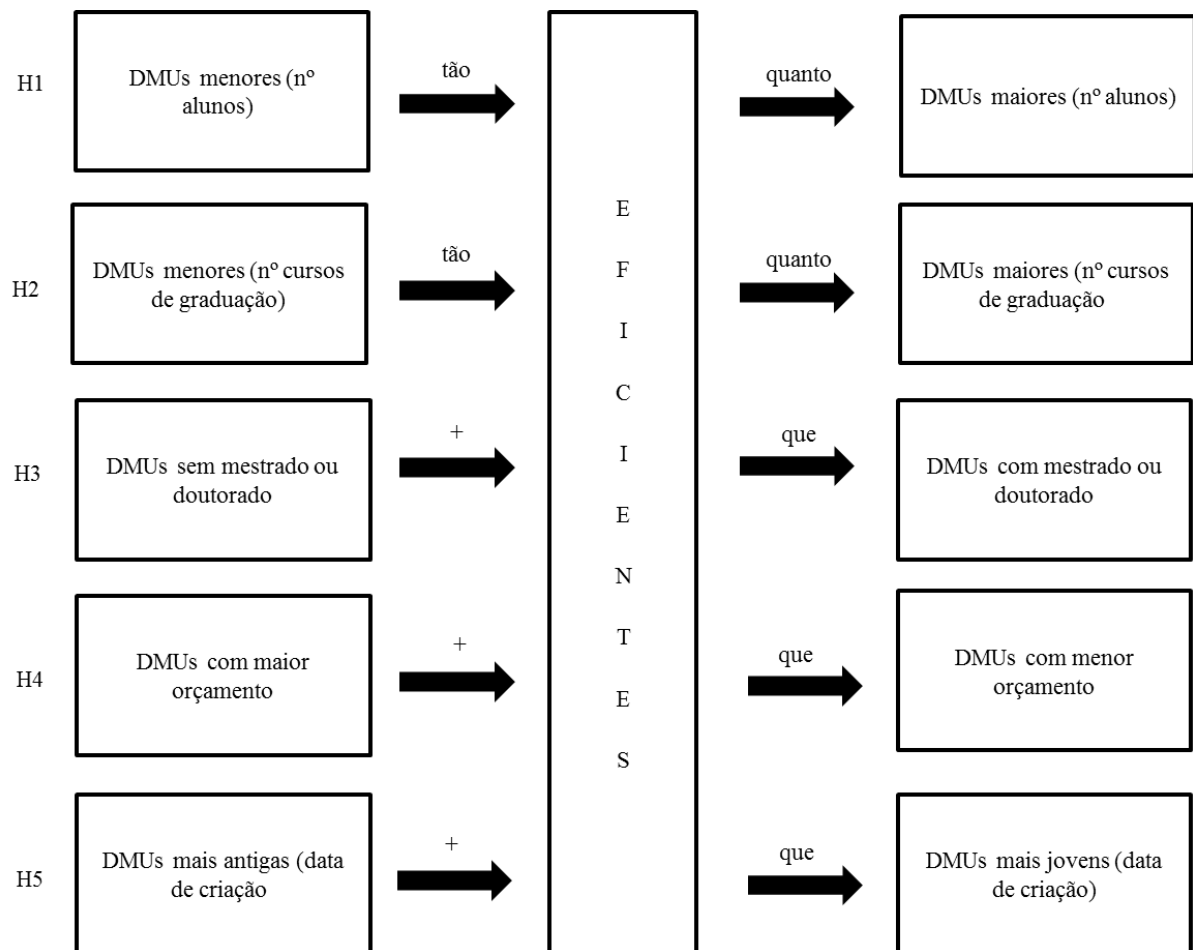 H1
DMUs menores (nº
alunos)
tão
quanto
DMUs maiores (nº alunos)
H2
DMUs menores (nº cursos
de graduação)
tão
quanto
DMUs maiores (nº cursos
de graduação
H3
DMUs sem mestrado ou
doutorado
+
que
DMUs com mestrado ou
doutorado
H4
DMUs com maior
orçamento
+
que
DMUs com menor
orçamento
H5
DMUs mais antigas (data
de criação
+
que
DMUs mais jovens (data
de criação)
E
F
I
C
I
E
N
T
E
S